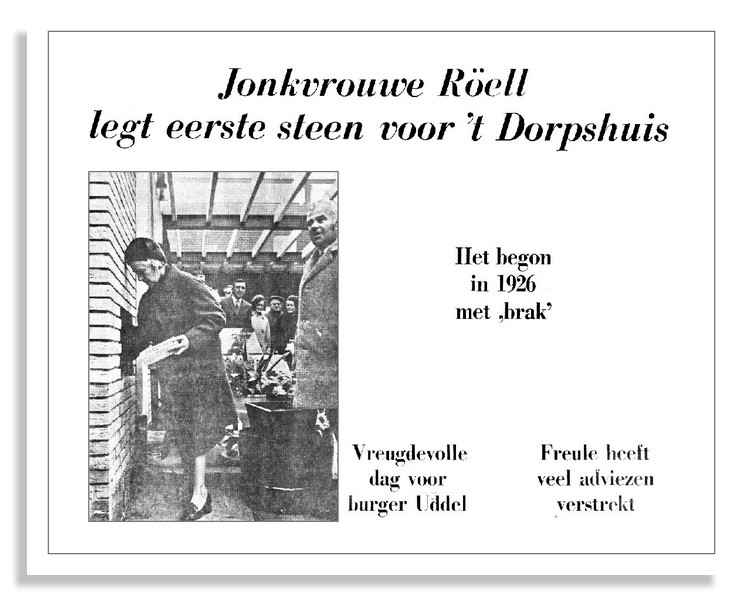 Jonkvrouwe Röell
legt eerste steen voor 't Dorpshuis
Het begon
in 1926
met ‚brak’
Vreugdevolle
dag voor
burger Uddel
Freule heeft
veel adviezen
verstrekt